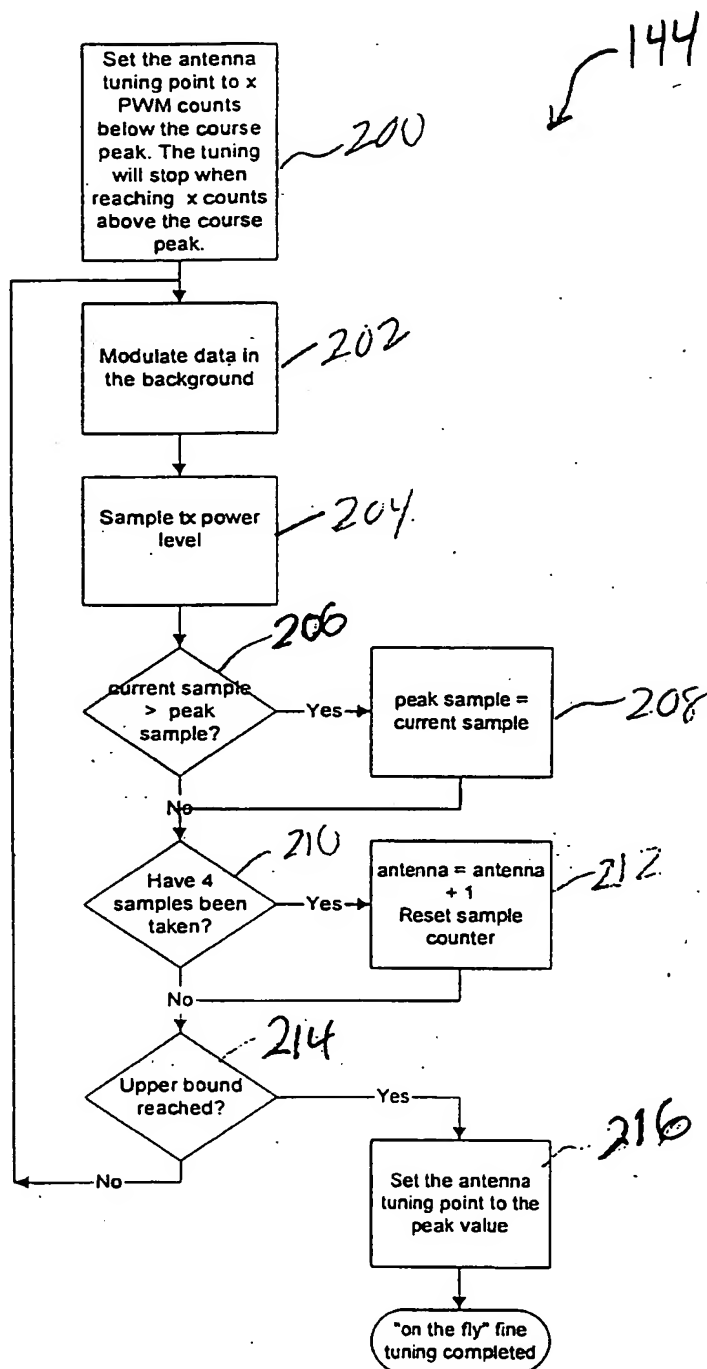 144
Set the antenna
tuning point to x
PWM counts
below the course
peak. The tuning
will stop when
reaching x counts
above the course
peak.
200
Modulate data in
the background
202
Sample tx power
level
204
206
current sample
> peak
sample?
Yes
peak sample =
current sample
208
No
210
Have 4
samples been
taken?
Yes
antenna = antenna
+ 1
Reset sample
counter
212
No
214
Upper bound
reached?
Yes
No
216
Set the antenna
tuning point to the
peak value
"on the fly" fine
tuning completed